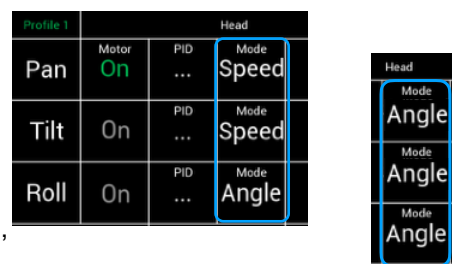 Profile 1 Head
Motor PID Mode
Pan On ... Speed
PID Mode
Tilt On ... Speed
PID Mode
Roll On ... Angle
,
Head
Mode
Angle
Mode
Angle
Mode
Angle